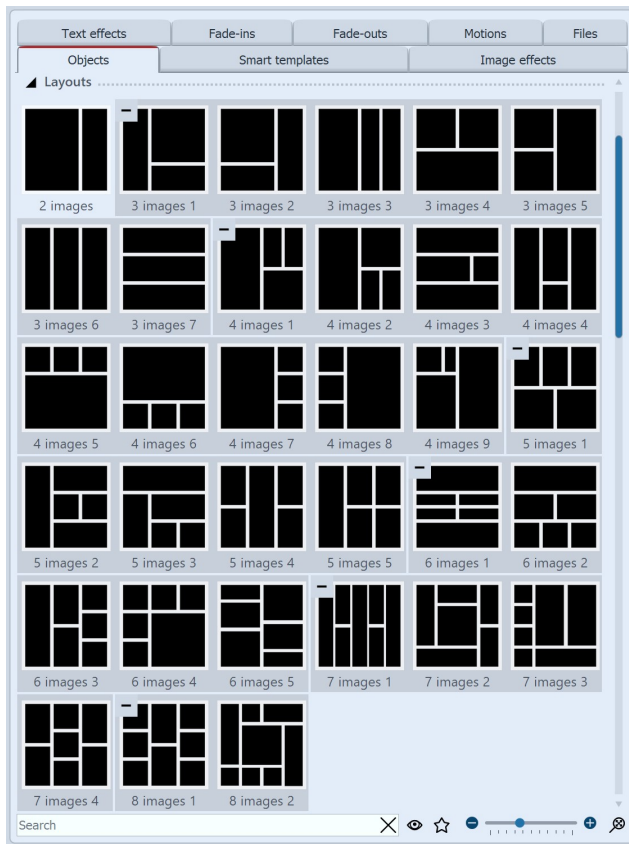 Text effects Fade-ins Fade-outs Motions Files
Objects Smart templates Image effects
Layouts
2 images 3 images 1 3 images 2 3 images 3 3 images 4 3 images 5
3 images 6 3 images 7 4 images 1 4 images 2 4 images 3 4 images 4
4 images 5 4 images 6 4 images 7 4 images 8 4 images 9 5 images 1
5 images 2 5 images 3 5 images 4 5 images 5 6 images 1 6 images 2
6 images 3 6 images 4 6 images 5 7 images 1 7 images 2 7 images 3
7 images 4 8 images 1 8 images 2
Search